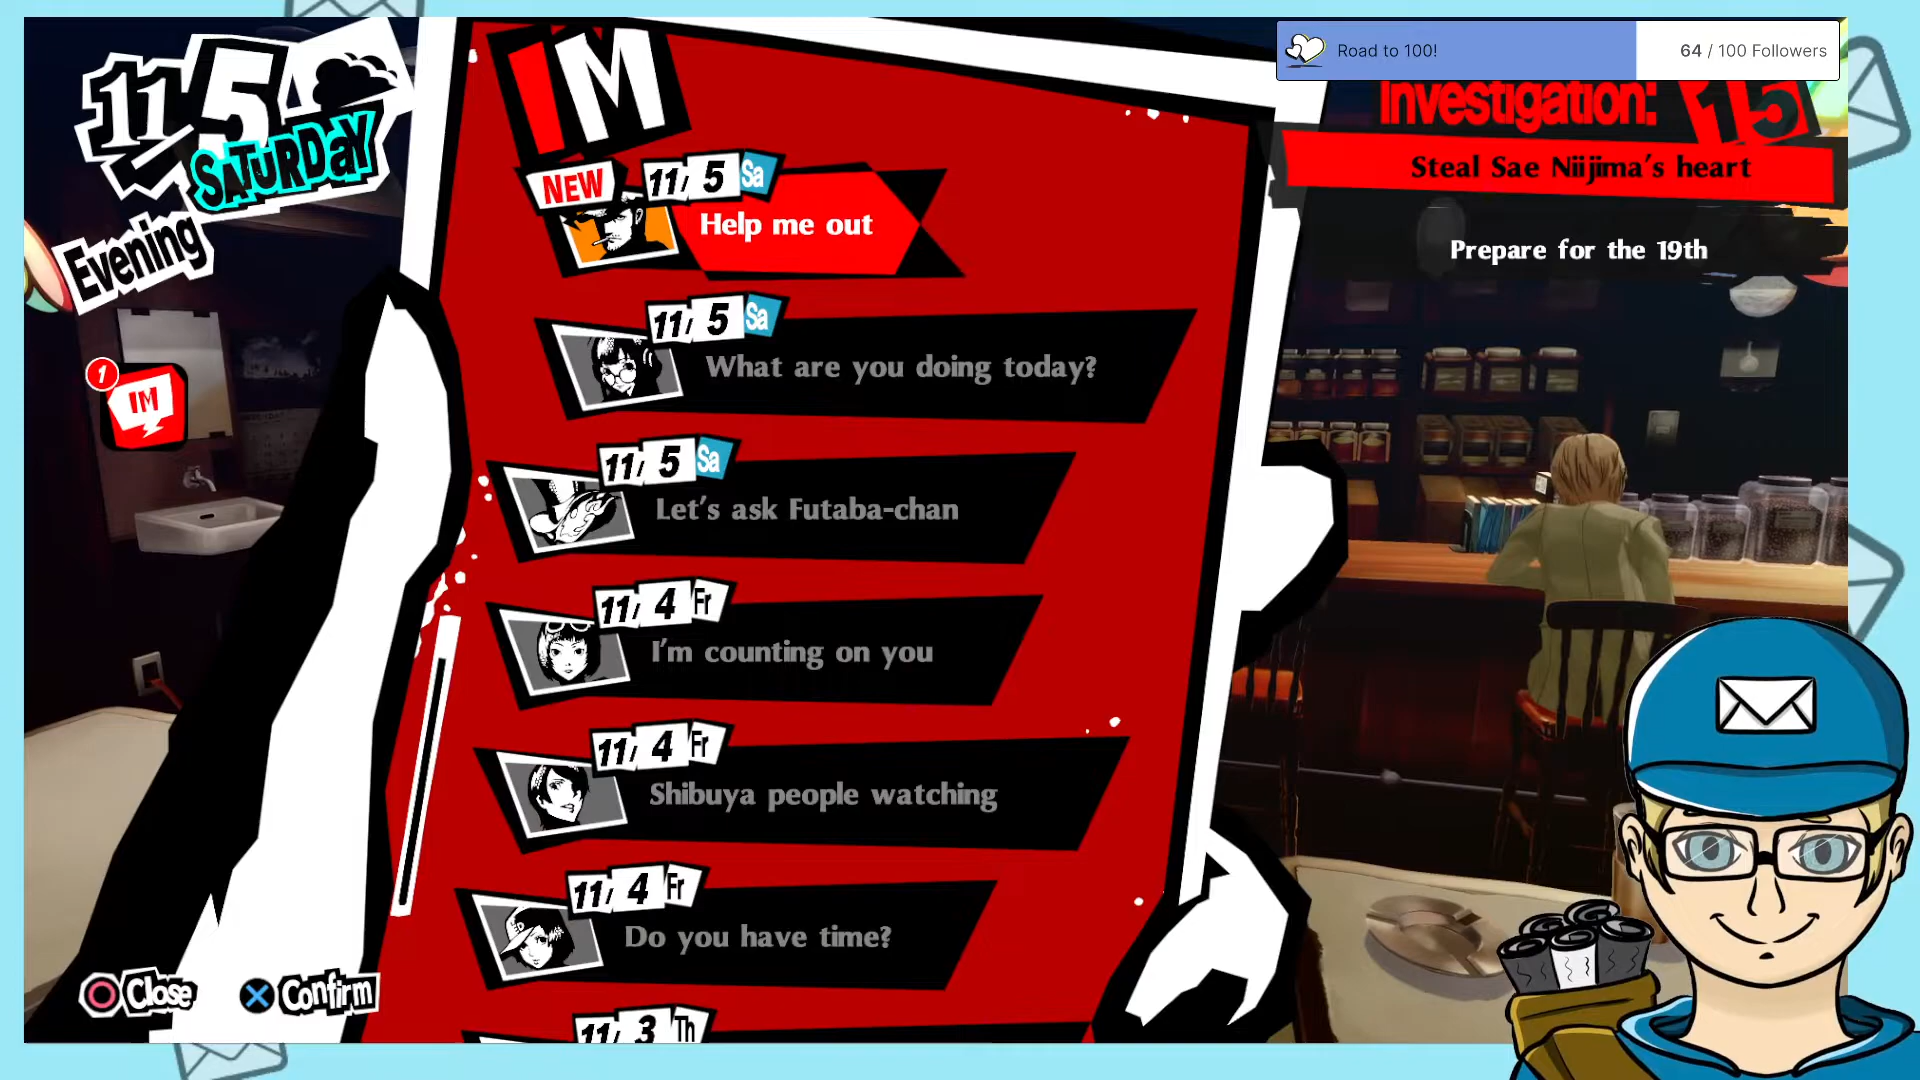 11/5
SATURDAY
Evening
1
IM
IM
NEW
11/5 Sa
Help me out
11/5 Sa
What are you doing today?
11/5 Sa
Let's ask Futaba-chan
11/4 Fr
I'm counting on you
11/4 Fr
Shibuya people watching
11/4 Fr
Do you have time?
11/3 Th
Close
Confirm
Road to 100!
64 / 100 Followers
Investigation: 15
Steal Sae Niijima's heart
Prepare for the 19th